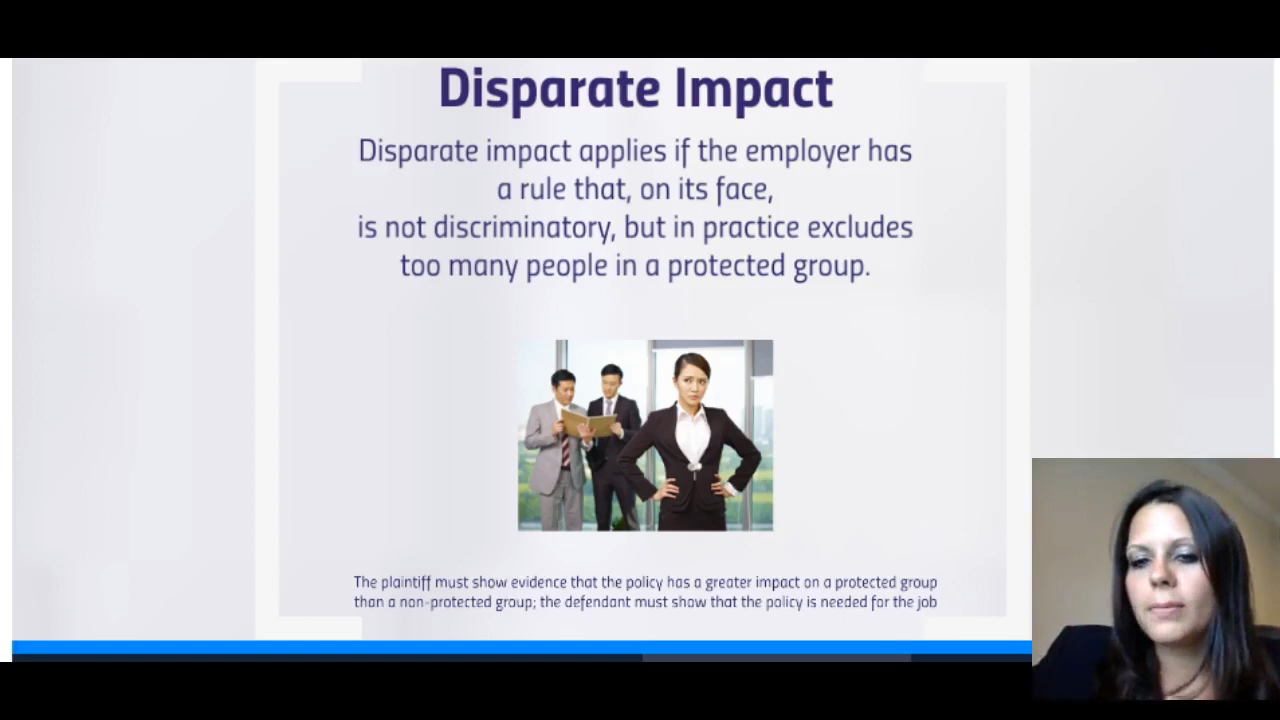 Disparate Impact
Disparate impact applies if the employer has
a rule that, on its face,
is not discriminatory, but in practice excludes
too many people in a protected group.
The plaintiff must show evidence that the policy has a greater impact on a protected group
than a non-protected group; the defendant must show that the policy is needed for the job